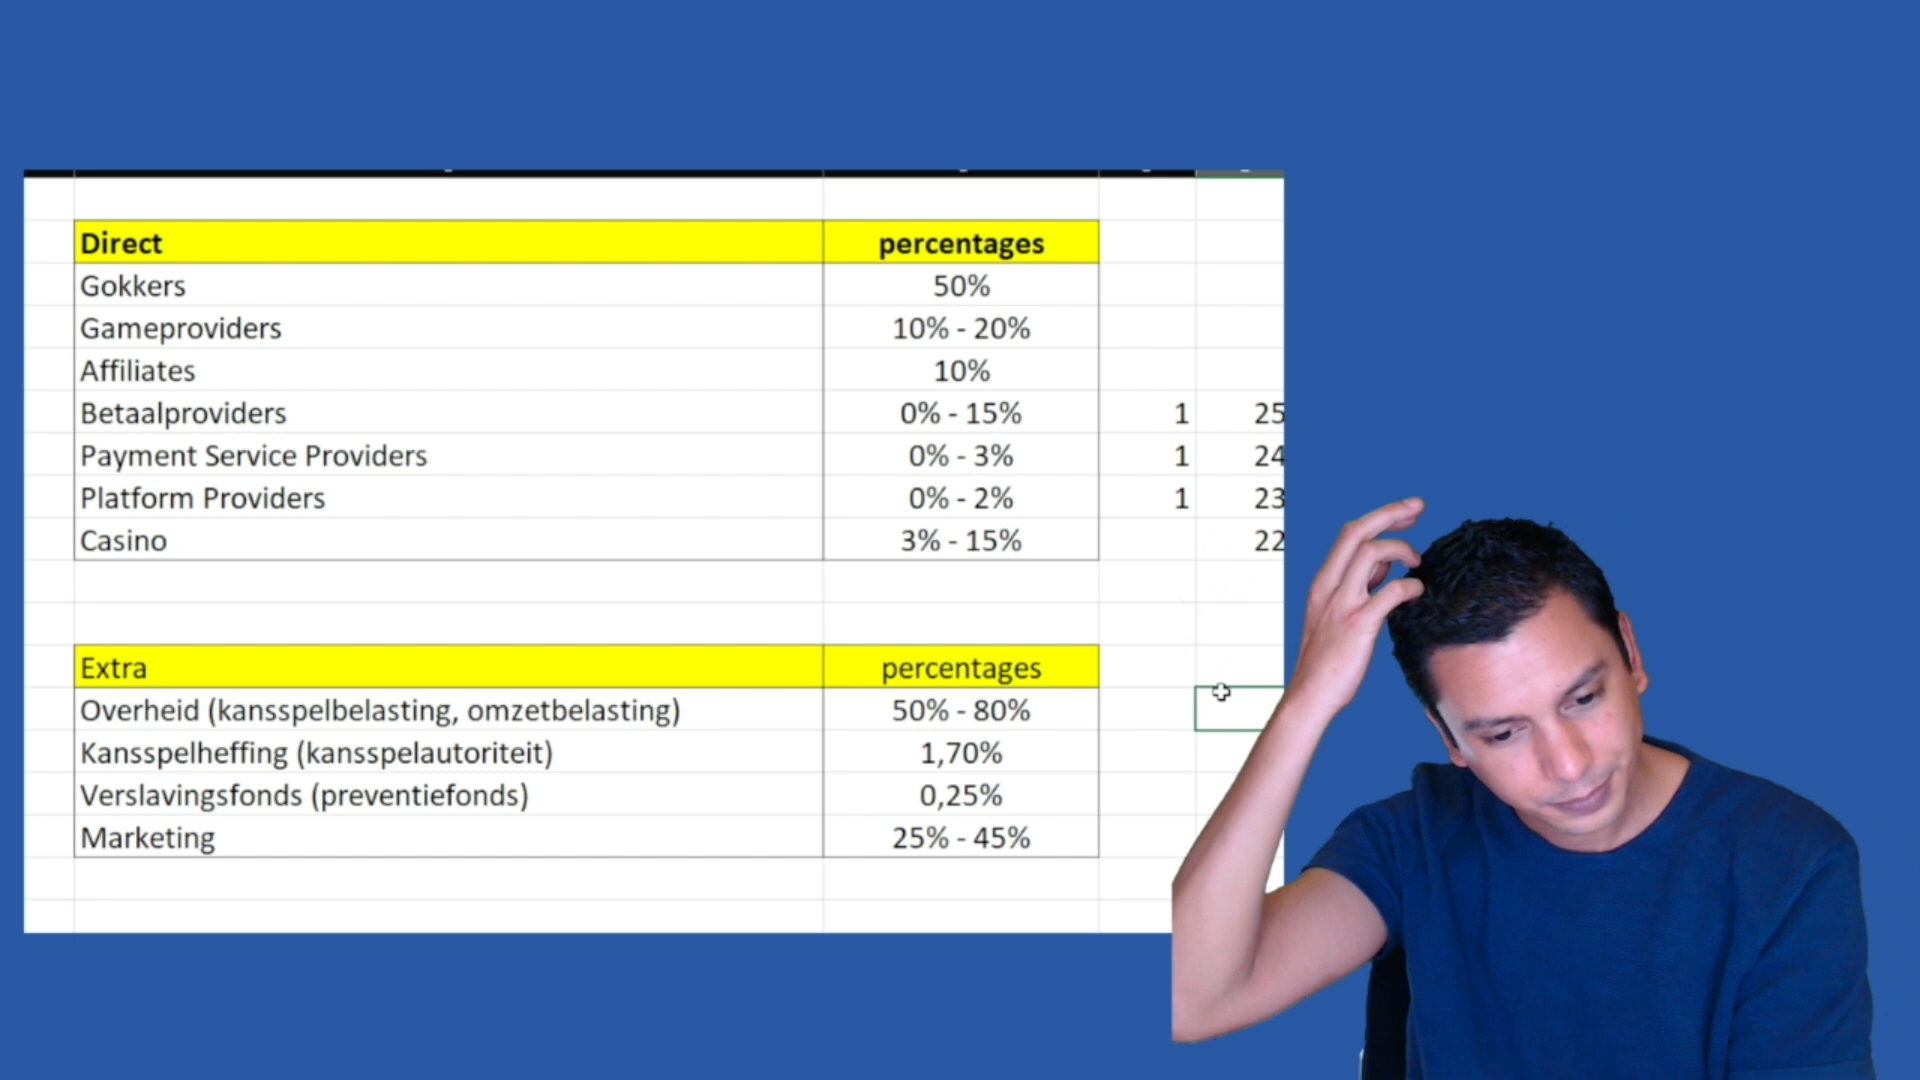 Direct percentages
Gokkers 50%
Gameproviders 10% - 20%
Affiliates 10%
Betaalproviders 0% - 15% 1 25
Payment Service Providers 0% - 3% 1 24
Platform Providers 0% - 2% 1 23
Casino 3% - 15% 22
Extra percentages
Overheid (kansspelbelasting, omzetbelasting) 50% - 80%
Kansspelheffing (kansspelautoriteit) 1,70%
Verslavingsfonds (preventiefonds) 0,25%
Marketing 25% - 45%